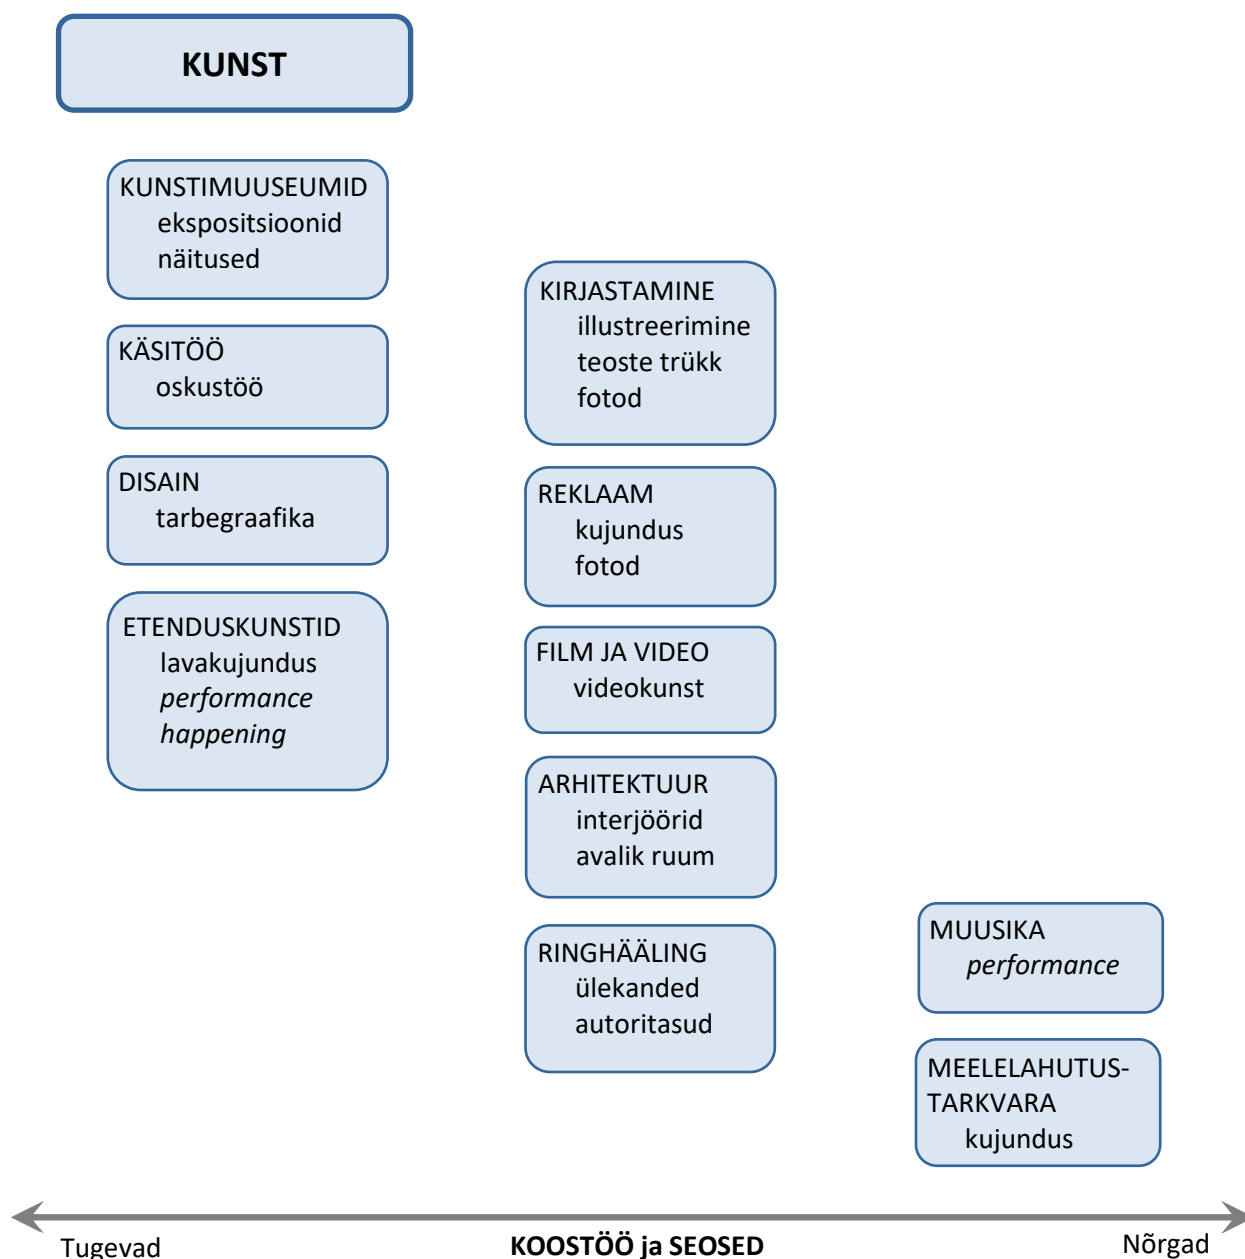 KUNST
KUNSTIMUUSEUMID
ekspositsioonid
näitused
KÄSITÖÖ
oskustöö
DISAIN
tarbegraafika
ETENDUSKUNSTID
lavakujundus
performance
happening
KIRJASTAMINE
illustreerimine
teoste trükk
fotod
REKLAAM
kujundus
fotod
FILM JA VIDEO
videokunst
ARHITEKTUUR
interjöörid
avalik ruum
RINGHÄÄLING
ülekanded
autoritasud
MUUSIKA
performance
MEELELAHUTUS-
TARKVARA
kujundus
Tugevad
KOOSTÖÖ ja SEOSED
Nõrgad